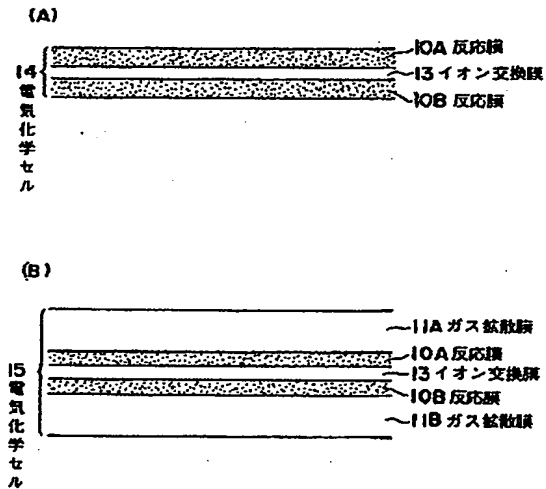 (A)
10A 反応膜
13 イオン交換膜
10B 反応膜
14 電気化学セル
(B)
11A ガス拡散膜
10A 反応膜
13 イオン交換膜
10B 反応膜
11B ガス拡散膜
15 電気化学セル